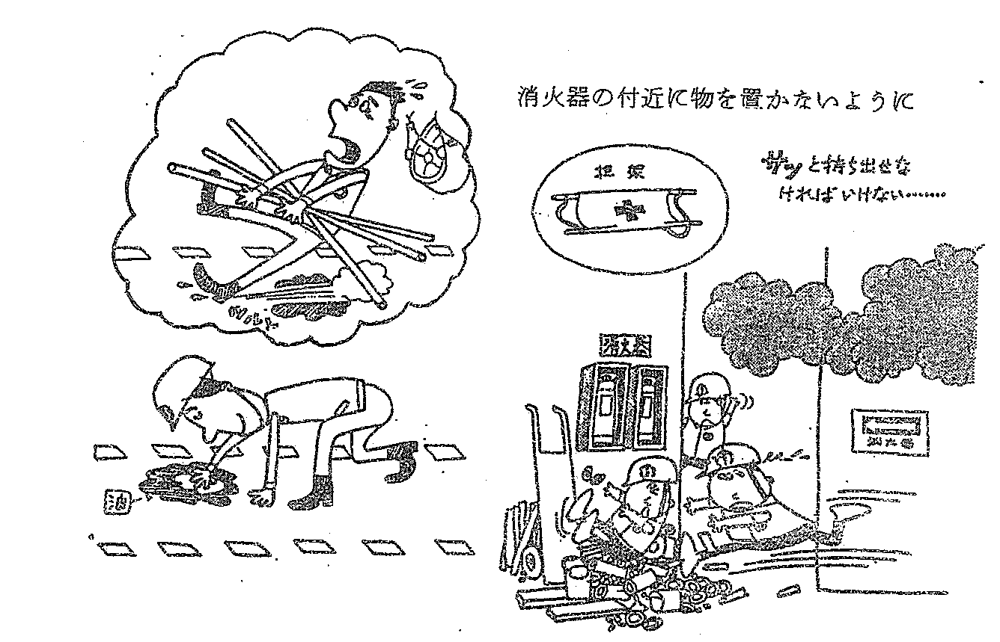 消火器の付近に物を置かないように
担架
サッと持ち出せな
ければいけない………
消火器
油